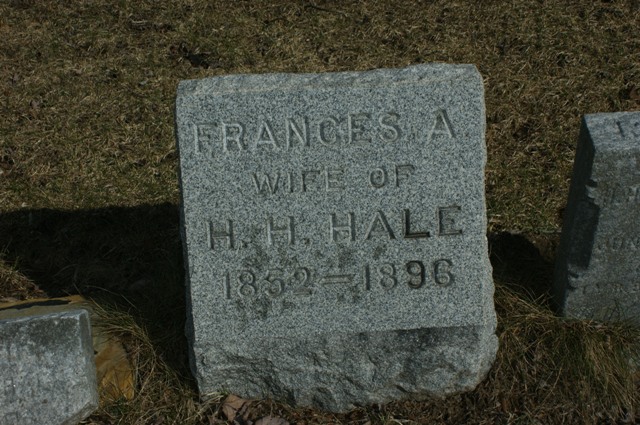 FRANCES. A
WIFE OF
H. H. HALE
1852—1896